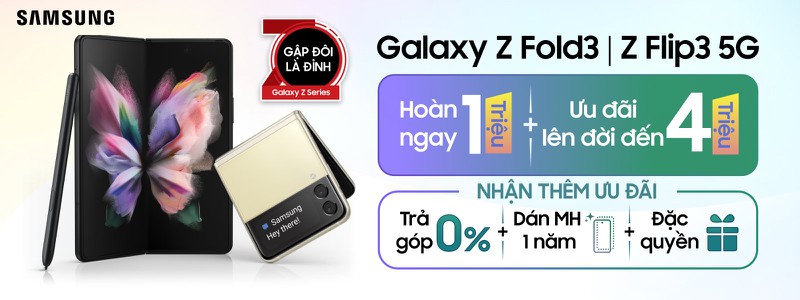 SAMSUNG
GẬP ĐÔI
LÀ ĐỈNH
Galaxy Z Series
Samsung
Hey there!
Galaxy Z Fold3 | Z Flip3 5G
Hoàn
ngay 1 Triệu
+
Ưu đãi
lên đời đến 4 Triệu
NHẬN THÊM ƯU ĐÃI
Trả
góp 0%
+
Dán MH
1 năm
+
Đặc
quyền